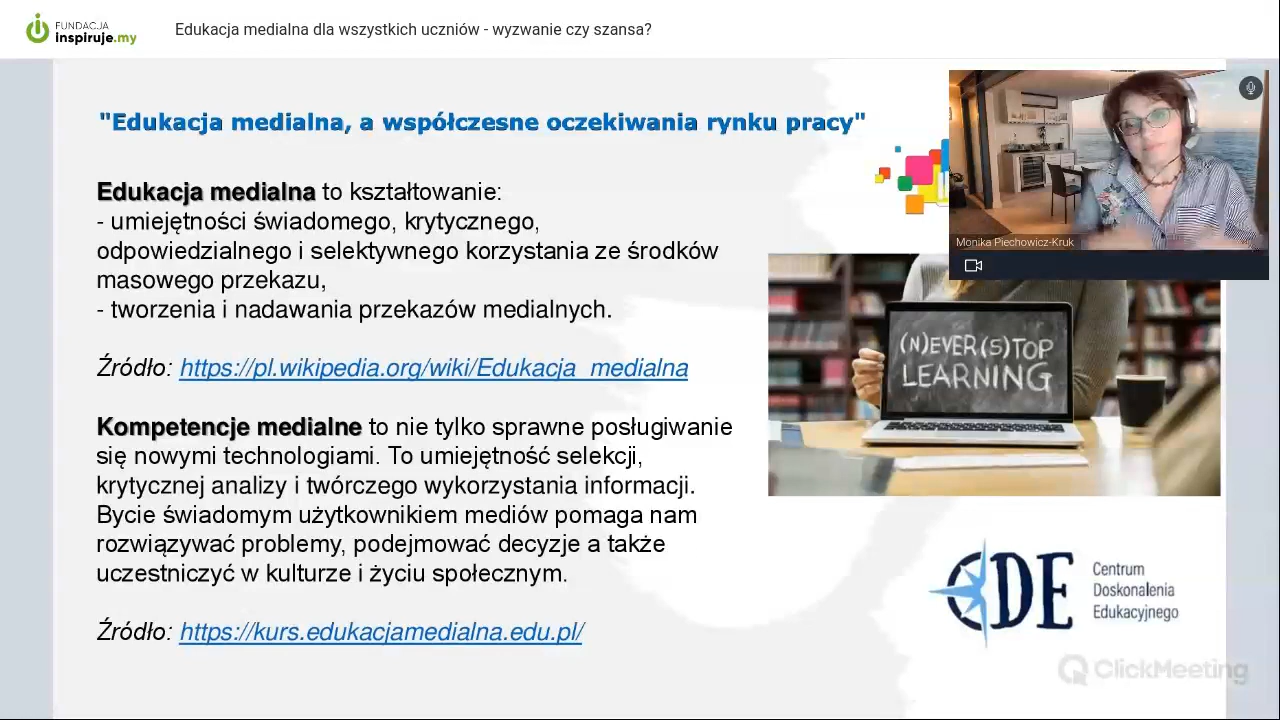 FUNDACJA
inspiruje.my
Edukacja medialna dla wszystkich uczniów - wyzwanie czy szansa?
"Edukacja medialna, a współczesne oczekiwania rynku pracy"
Edukacja medialna to kształtowanie:
- umiejętności świadomego, krytycznego,
odpowiedzialnego i selektywnego korzystania ze środków
masowego przekazu,
- tworzenia i nadawania przekazów medialnych.
Źródło: https://pl.wikipedia.org/wiki/Edukacja_medialna
Kompetencje medialne to nie tylko sprawne posługiwanie
się nowymi technologiami. To umiejętność selekcji,
krytycznej analizy i twórczego wykorzystania informacji.
Bycie świadomym użytkownikiem mediów pomaga nam
rozwiązywać problemy, podejmować decyzje a także
uczestniczyć w kulturze i życiu społecznym.
Źródło: https://kurs.edukacjamedialna.edu.pl/
Monika Piechowicz-Kruk
(N)EVER (S)TOP
LEARNING
CDE
Centrum
Doskonalenia
Edukacyjnego
ClickMeeting